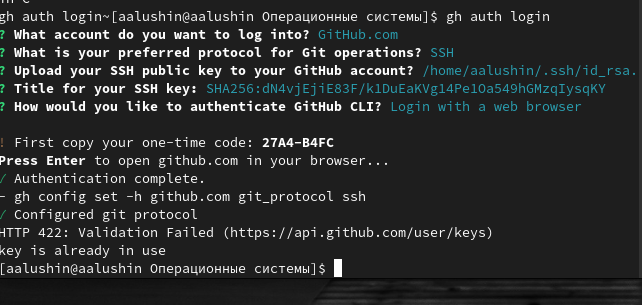 gh auth login~[aalushin@aalushin Операционные системы]$ gh auth login
? What account do you want to log into? GitHub.com
? What is your preferred protocol for Git operations? SSH
? Upload your SSH public key to your GitHub account? /home/aalushin/.ssh/id_rsa.
? Title for your SSH key: SHA256:dN4vjEjiE83F/k1DuEaKVg14Pe1Oa549hGMzqIysqKY
? How would you like to authenticate GitHub CLI? Login with a web browser
! First copy your one-time code: 27A4-B4FC
Press Enter to open github.com in your browser...
✓ Authentication complete.
- gh config set -h github.com git_protocol ssh
✓ Configured git protocol
HTTP 422: Validation Failed (https://api.github.com/user/keys)
key is already in use
[aalushin@aalushin Операционные системы]$